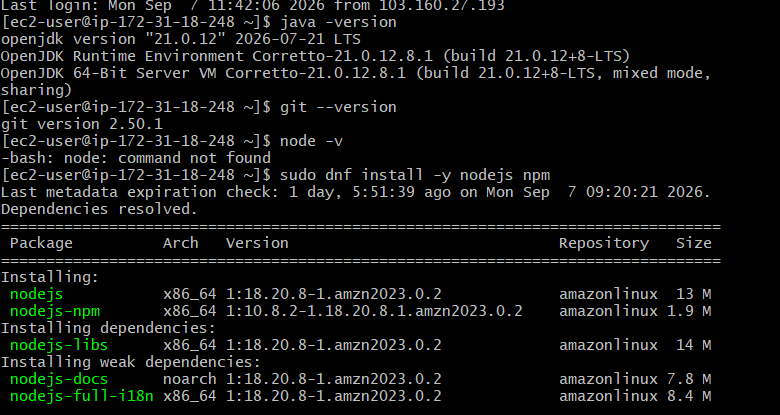 Last login: Mon Sep  7 11:42:06 2026 from 103.160.27.193
[ec2-user@ip-172-31-18-248 ~]$ java -version
openjdk version "21.0.12" 2026-07-21 LTS
OpenJDK Runtime Environment Corretto-21.0.12.8.1 (build 21.0.12+8-LTS)
OpenJDK 64-Bit Server VM Corretto-21.0.12.8.1 (build 21.0.12+8-LTS, mixed mode,
sharing)
[ec2-user@ip-172-31-18-248 ~]$ git --version
git version 2.50.1
[ec2-user@ip-172-31-18-248 ~]$ node -v
-bash: node: command not found
[ec2-user@ip-172-31-18-248 ~]$ sudo dnf install -y nodejs npm
Last metadata expiration check: 1 day, 5:51:39 ago on Mon Sep  7 09:20:21 2026.
Dependencies resolved.
================================================================================
 Package          Arch   Version                              Repository   Size
================================================================================
Installing:
 nodejs           x86_64 1:18.20.8-1.amzn2023.0.2             amazonlinux  13 M
 nodejs-npm       x86_64 1:10.8.2-1.18.20.8.1.amzn2023.0.2    amazonlinux 1.9 M
Installing dependencies:
 nodejs-libs      x86_64 1:18.20.8-1.amzn2023.0.2             amazonlinux  14 M
Installing weak dependencies:
 nodejs-docs      noarch 1:18.20.8-1.amzn2023.0.2             amazonlinux 7.8 M
 nodejs-full-i18n x86_64 1:18.20.8-1.amzn2023.0.2             amazonlinux 8.4 M